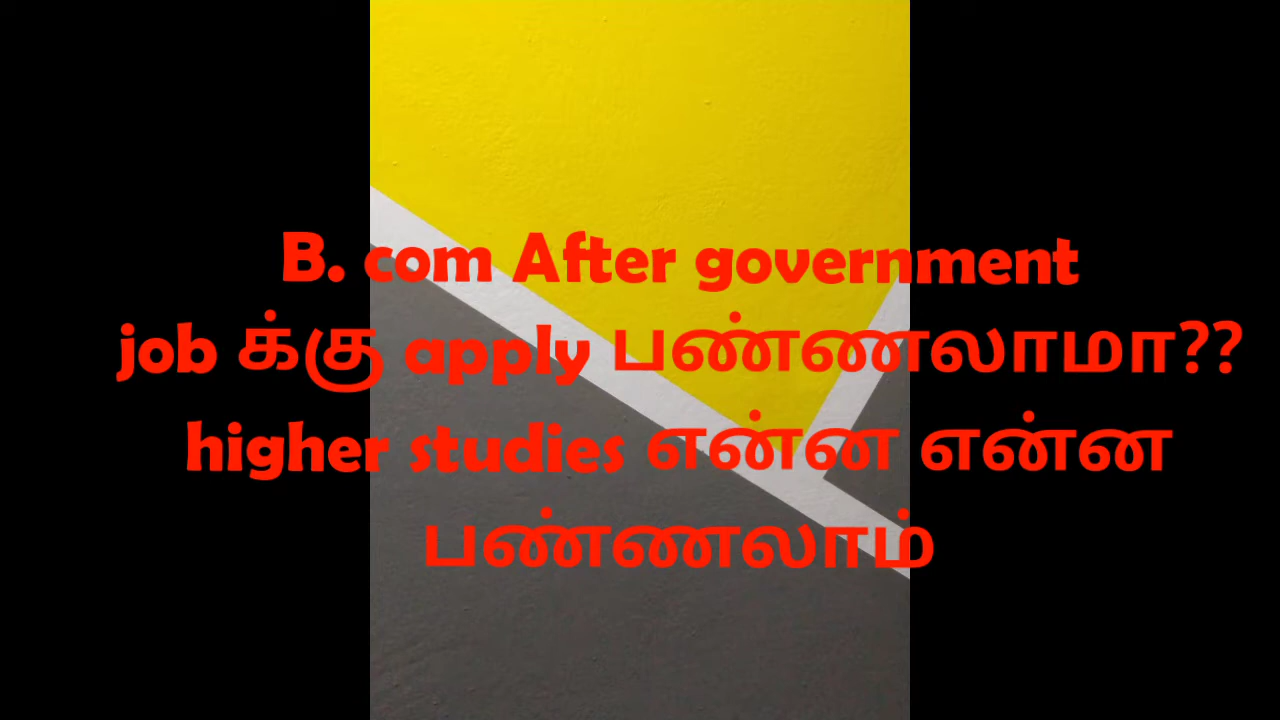 B. com After government
job க்கு apply பண்ணலாமா??
higher studies என்ன என்ன
பண்ணலாம்